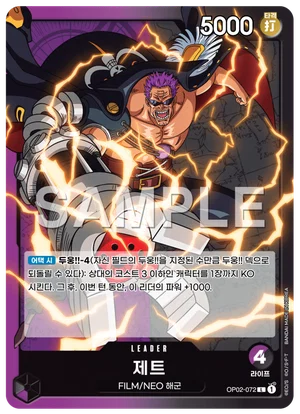 5000
타격
打
SAMPLE
어택 시 두웅!!-4(자신 필드의 두웅!!을 지정된 수만큼 두웅!! 덱으로
되돌릴 수 있다): 상대의 코스트 3 이하인 캐릭터를 1장까지 KO
시킨다. 그 후, 이번 턴 동안, 이 리더의 파워 +1000.
LEADER
제트
FILM/NEO 해군
4
라이프
OP02-072 L 1